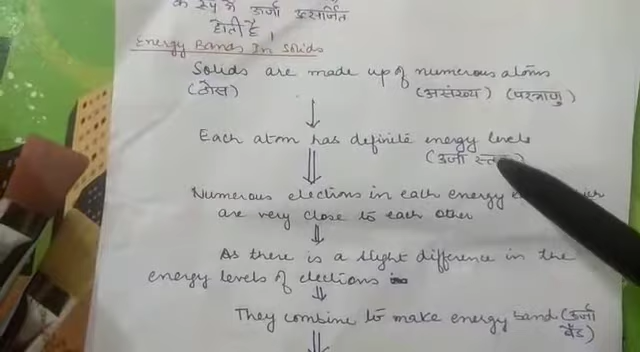 के रूप में ऊर्जा उत्सर्जित
होती है ।
Energy Bands In Solids
Solids are made up of numerous atoms
(ठोस) (असंख्य) (परमाणु)
Each atom has definite energy levels
(ऊर्जा
Numerous electrons in each energy
are very close to each other
As there is a slight difference in the
energy levels of electrons
They combine to make energy band (ऊर्जा
बैंड)